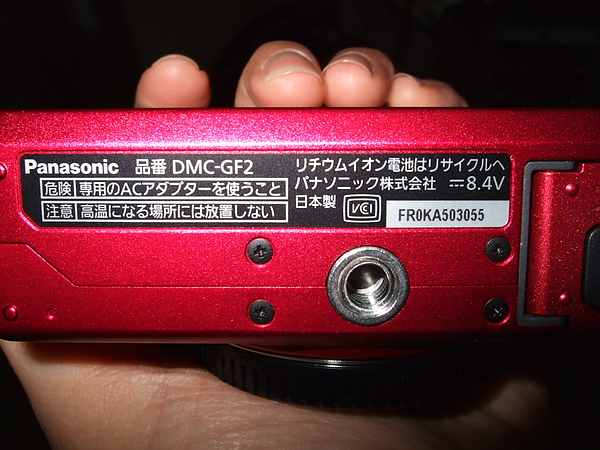 Panasonic 品番 DMC-GF2
危険 専用のACアダプターを使うこと
注意 高温になる場所には放置しない
リチウムイオン電池はリサイクルへ
パナソニック株式会社 ⎓8.4V
日本製 VCI FR0KA503055